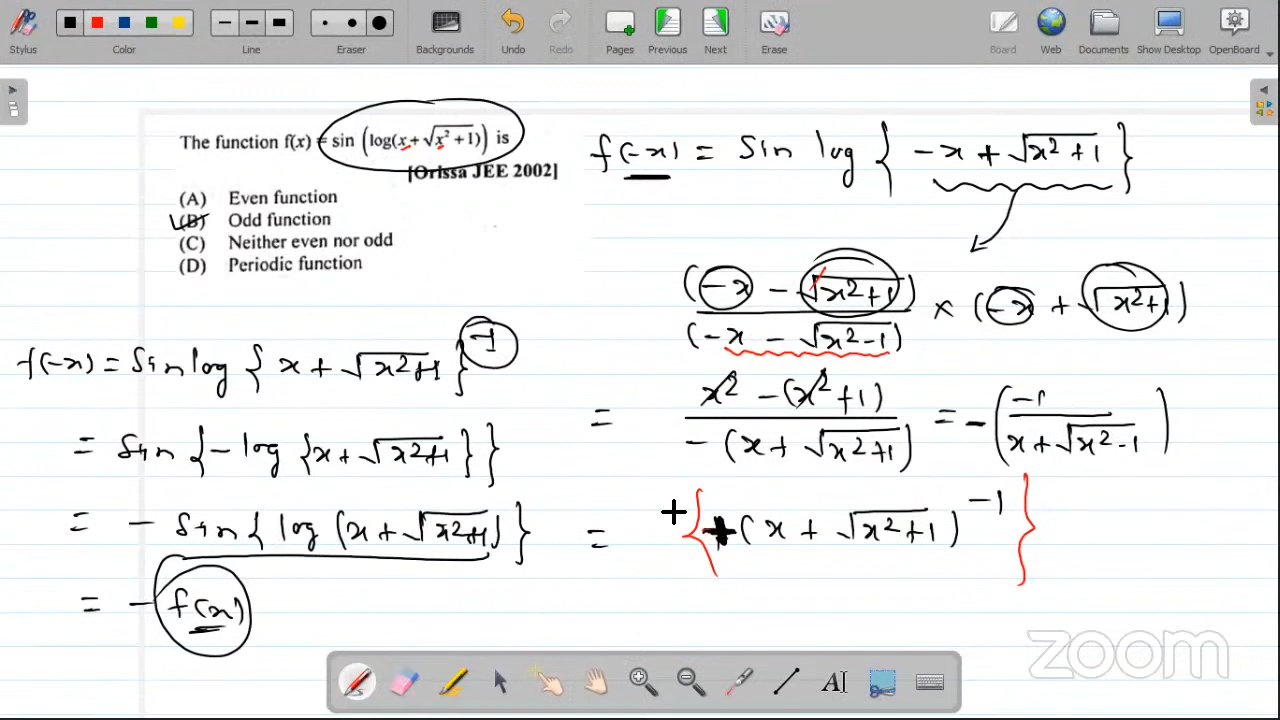 Stylus Color Line Eraser Backgrounds Undo Redo Pages Previous Next Erase Board Web Documents Show Desktop OpenBoard
The function f(x) = sin (log(x+√x²+1)) is
[Orissa JEE 2002]
(A) Even function
(B) Odd function
(C) Neither even nor odd
(D) Periodic function
f(-x) = Sin log { -x + √x²+1 }
(-x - √x²+1) / (-x - √x²-1) × (-x + √x²+1)
= x² - (x²+1) / -(x + √x²+1) = -(-1 / x+√x²-1)
= +{ +(x + √x²+1)⁻¹ }
f(-x) = Sin log { x + √x²+1 }⁻¹
= Sin {-log {x+√x²+1}}
= - Sin { log (x+√x²+1) }
= - f(x)
zoom